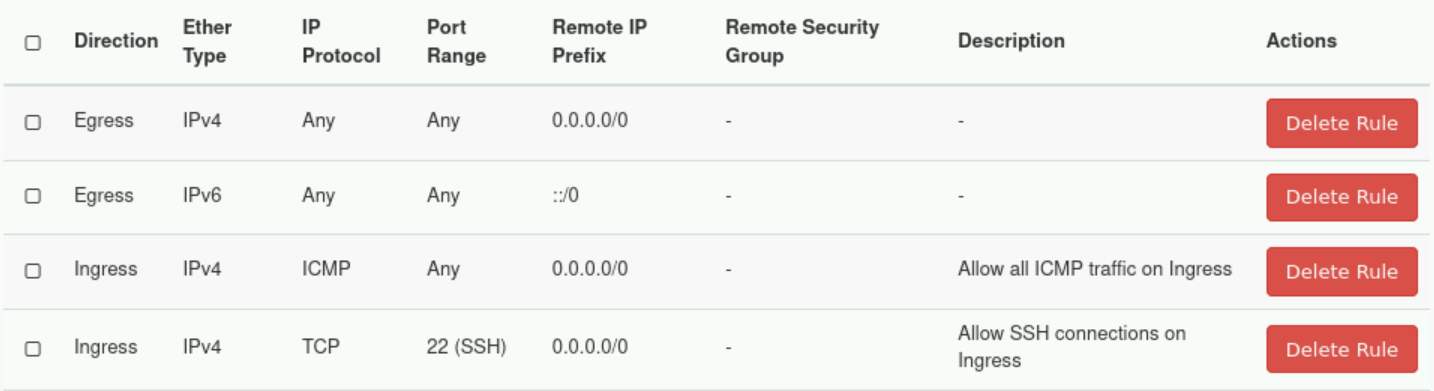 Direction Ether Type IP Protocol Port Range Remote IP Prefix Remote Security Group Description Actions
Egress IPv4 Any Any 0.0.0.0/0 - - Delete Rule
Egress IPv6 Any Any ::/0 - - Delete Rule
Ingress IPv4 ICMP Any 0.0.0.0/0 - Allow all ICMP traffic on Ingress Delete Rule
Ingress IPv4 TCP 22 (SSH) 0.0.0.0/0 - Allow SSH connections on Ingress Delete Rule